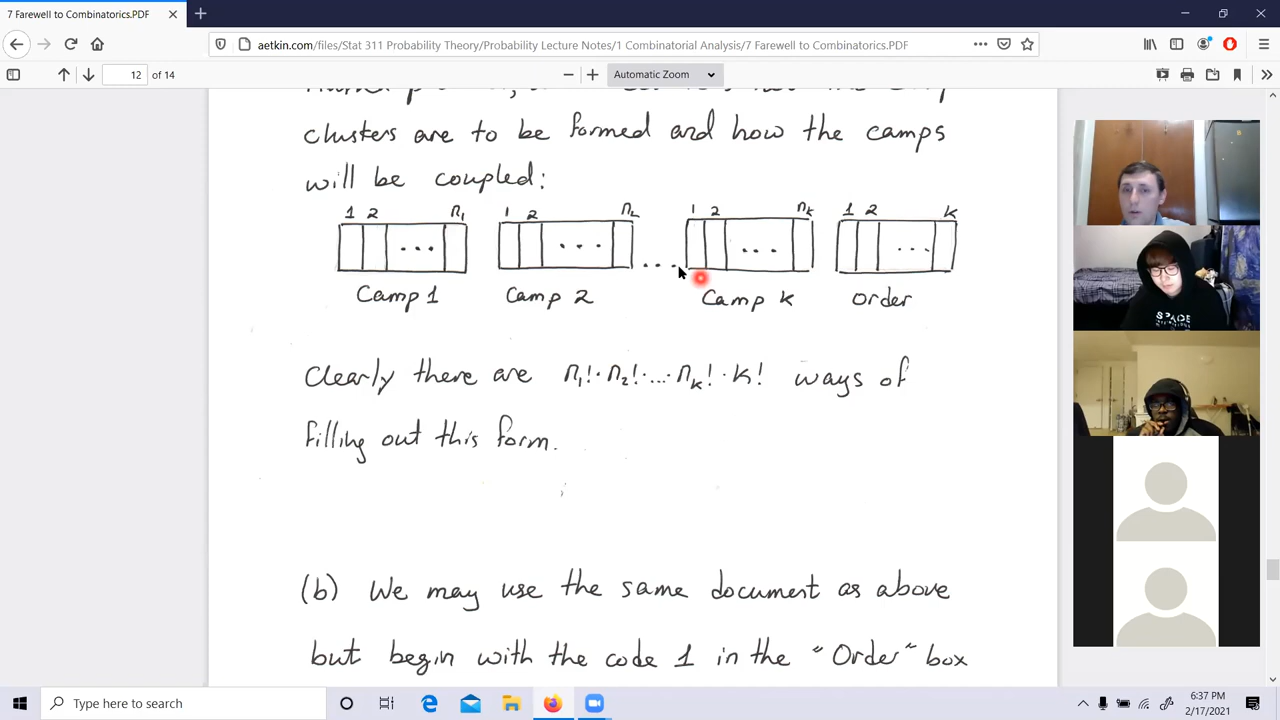 7 Farewell to Combinatorics.PDF
aetkin.com/files/Stat 311 Probability Theory/Probability Lecture Notes/1 Combinatorial Analysis/7 Farewell to Combinatorics.PDF
12 of 14
Automatic Zoom
clusters are to be formed and how the camps
will be coupled:
1 2 n₁ 1 2 n₂ 1 2 nₖ 1 2 k
... ... ... ... ...
Camp 1 Camp 2 Camp k Order
Clearly there are n₁! · n₂! · ... · nₖ! · k! ways of
filling out this form.
(b) We may use the same document as above
but begin with the code 1 in the "Order" box
SPACE
Type here to search
6:37 PM
2/17/2021